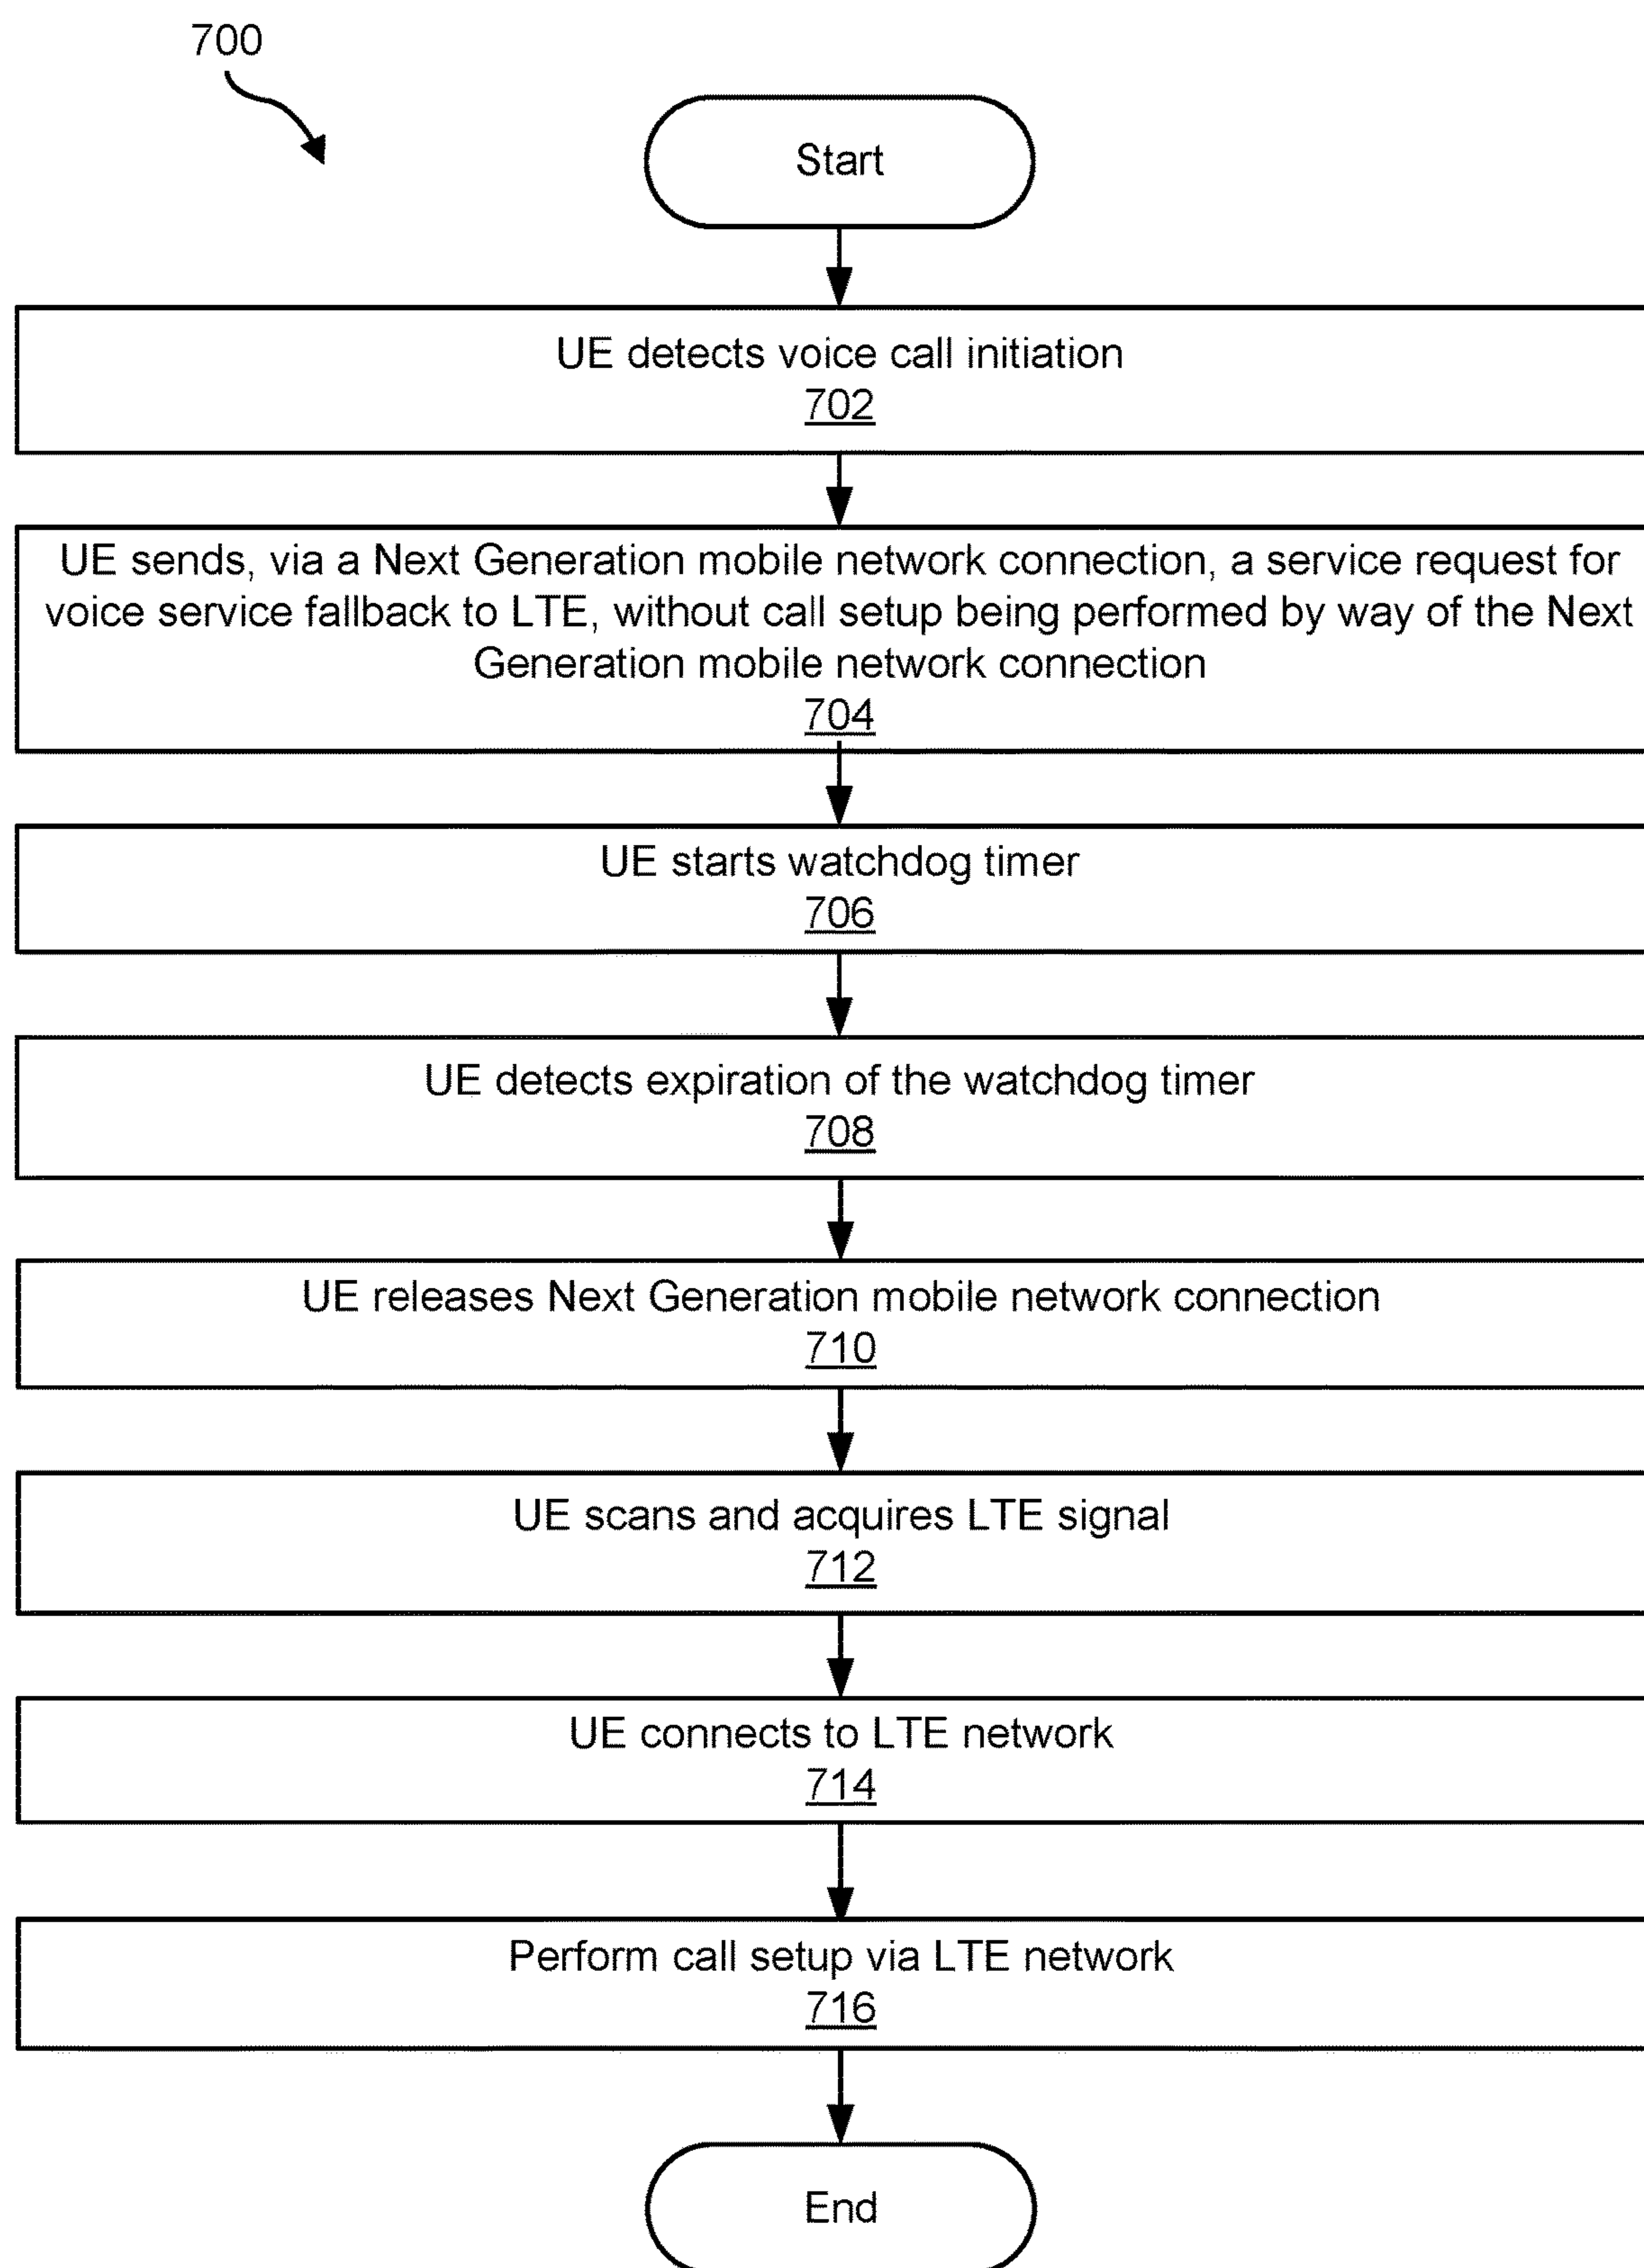 700
Start
UE detects voice call initiation
702
UE sends, via a Next Generation mobile network connection, a service request for
voice service fallback to LTE, without call setup being performed by way of the Next
Generation mobile network connection
704
UE starts watchdog timer
706
UE detects expiration of the watchdog timer
708
UE releases Next Generation mobile network connection
710
UE scans and acquires LTE signal
712
UE connects to LTE network
714
Perform call setup via LTE network
716
End